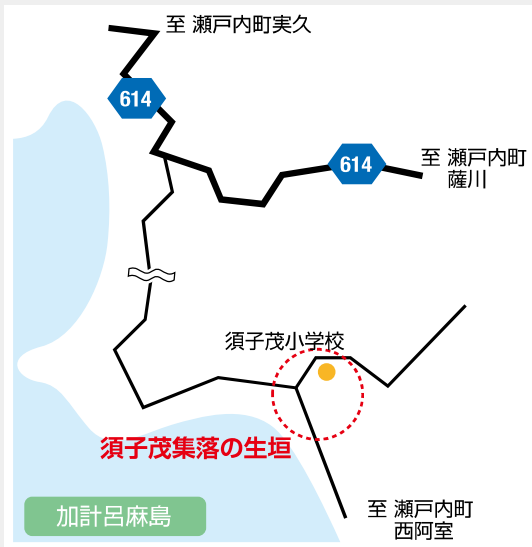 至 瀬戸内町実久
614
614
至 瀬戸内町
薩川
須子茂小学校
須子茂集落の生垣
至 瀬戸内町
西阿室
加計呂麻島